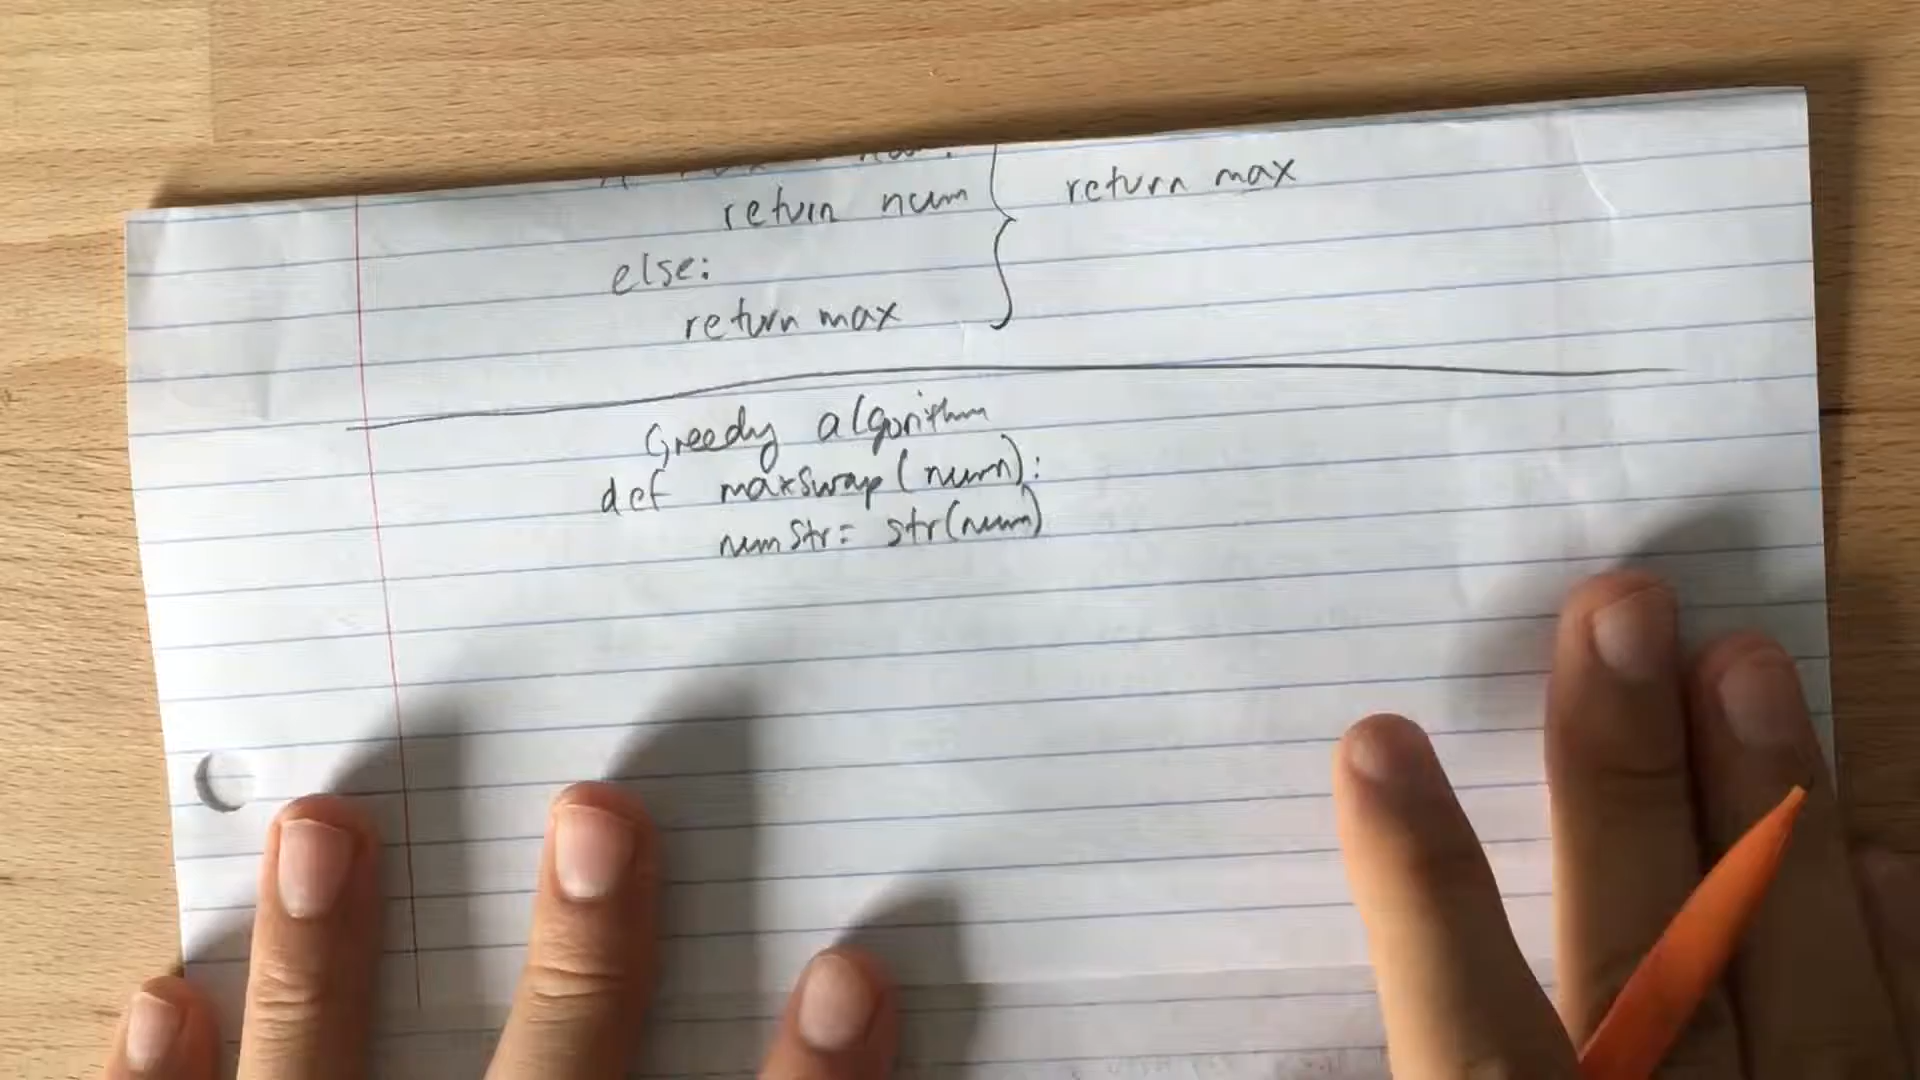 return num return max
else:
return max
Greedy algorithm
def maxSwap(num):
numStr= str(num)